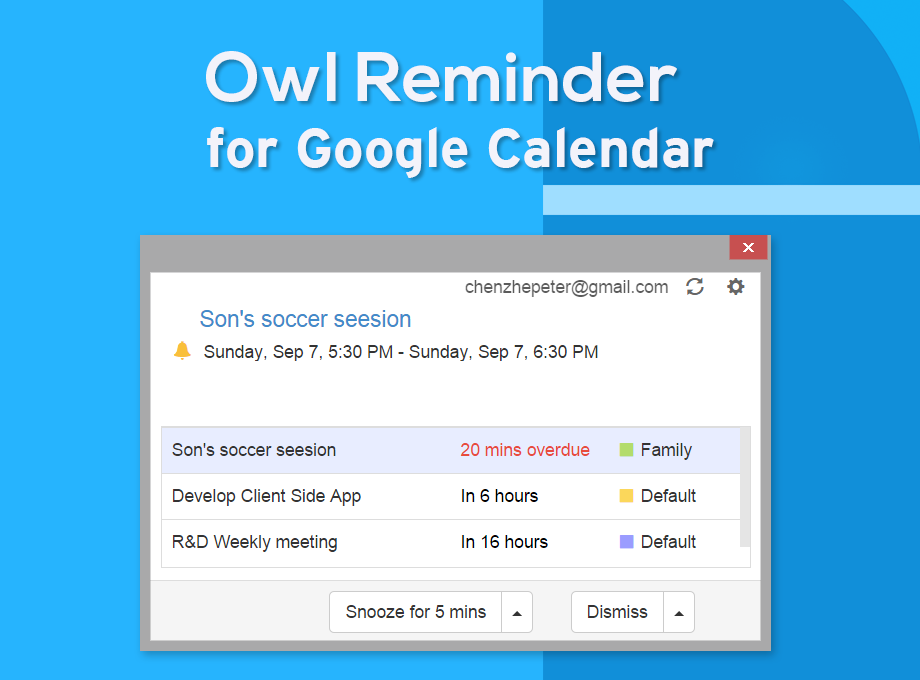 Owl Reminder
for Google Calendar
chenzhepeter@gmail.com
Son's soccer seesion
Sunday, Sep 7, 5:30 PM - Sunday, Sep 7, 6:30 PM
Son's soccer seesion 20 mins overdue Family
Develop Client Side App In 6 hours Default
R&D Weekly meeting In 16 hours Default
Snooze for 5 mins Dismiss